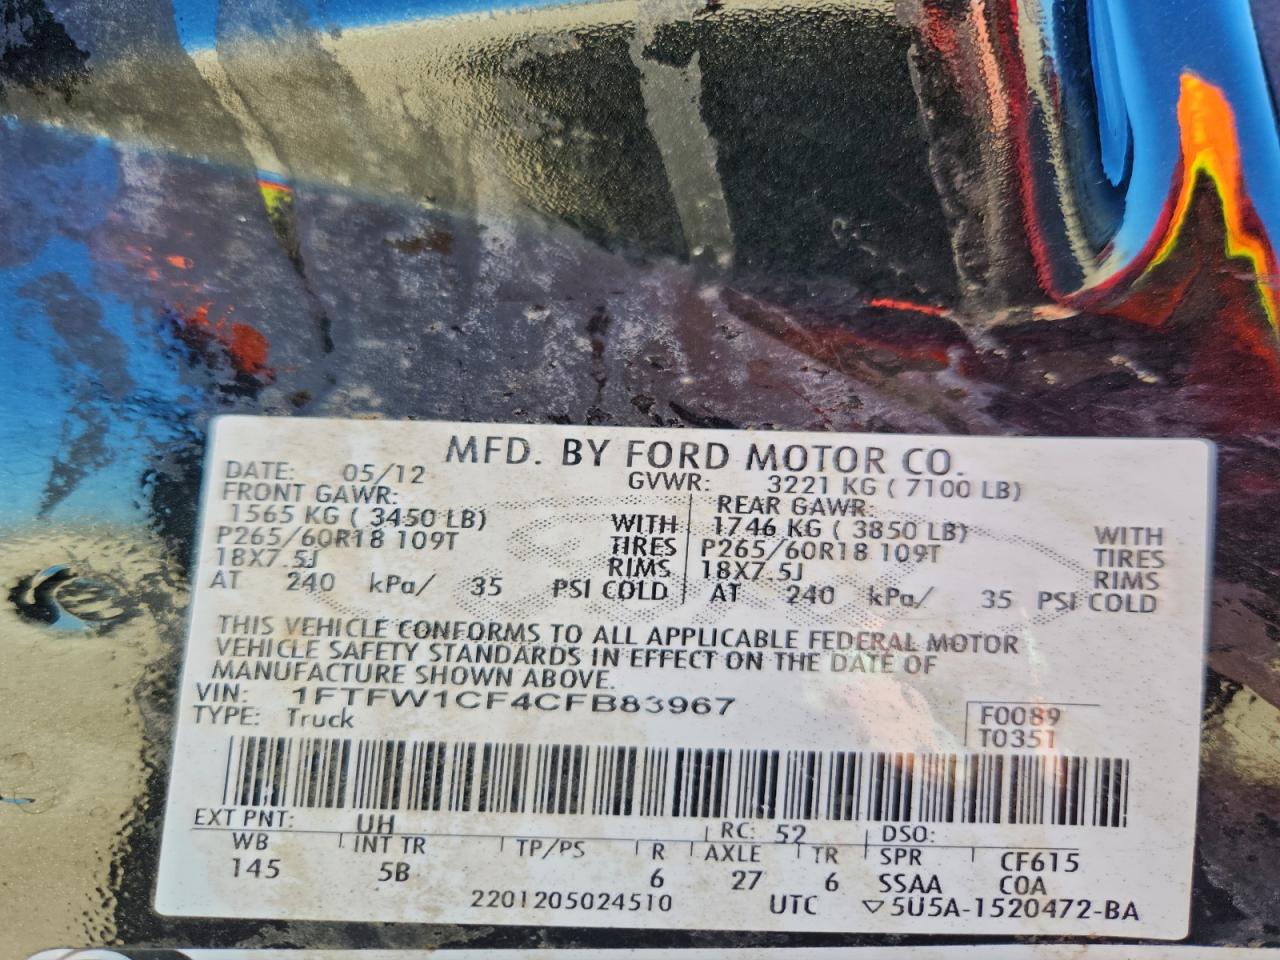 MFD. BY FORD MOTOR CO.
DATE: 05/12 GVWR: 3221 KG ( 7100 LB)
FRONT GAWR: REAR GAWR:
1565 KG ( 3450 LB) WITH 1746 KG ( 3850 LB) WITH
P265/60R18 109T TIRES P265/60R18 109T TIRES
18X7.5J RIMS 18X7.5J RIMS
AT 240 kPa/ 35 PSI COLD AT 240 kPa/ 35 PSI COLD
THIS VEHICLE CONFORMS TO ALL APPLICABLE FEDERAL MOTOR
VEHICLE SAFETY STANDARDS IN EFFECT ON THE DATE OF
MANUFACTURE SHOWN ABOVE.
VIN: 1FTFW1CF4CFB83967
TYPE: Truck
F0089
T0351
EXT PNT: UH RC: 52 DSO:
WB INT TR TP/PS R AXLE TR SPR CF615
145 5B 6 27 6 SSAA C0A
2201205024510 UTC ▽5U5A-1520472-BA